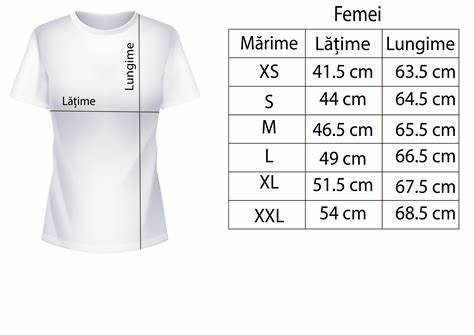 Femei
Lungime
Lățime
Mărime Lățime Lungime
XS 41.5 cm 63.5 cm
S 44 cm 64.5 cm
M 46.5 cm 65.5 cm
L 49 cm 66.5 cm
XL 51.5 cm 67.5 cm
XXL 54 cm 68.5 cm